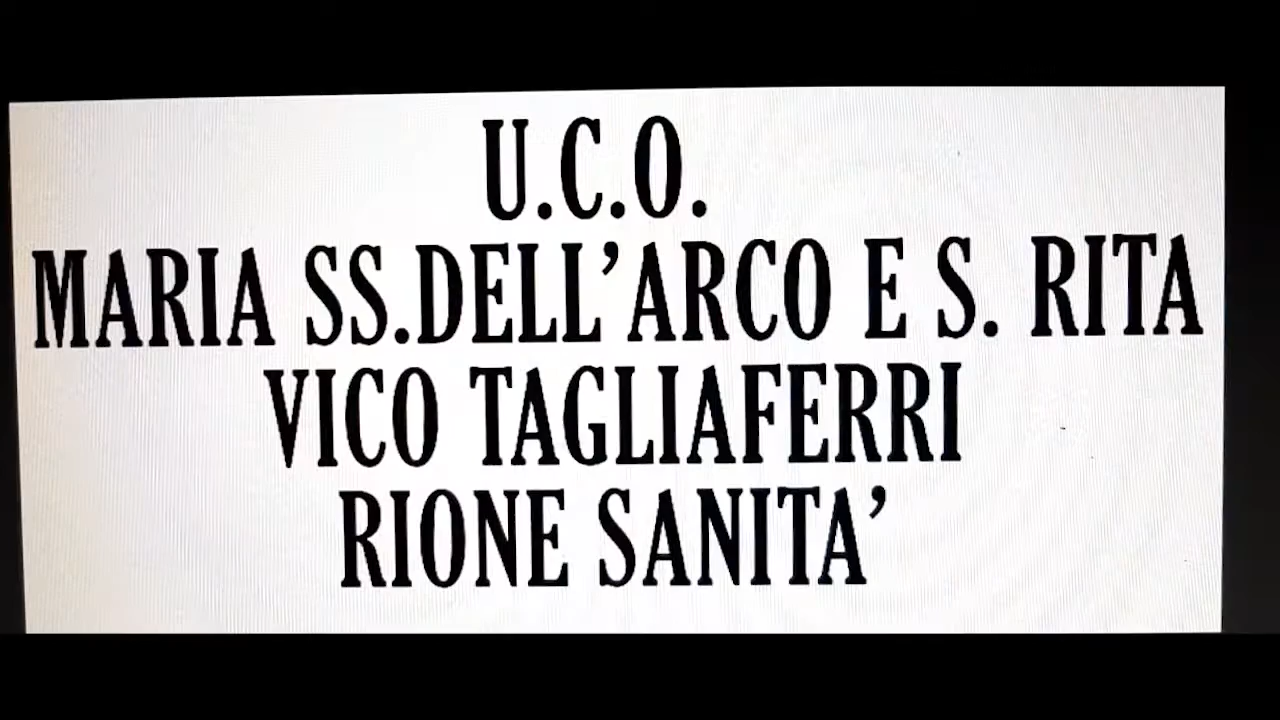 U.C.O.
MARIA SS.DELL’ARCO E S. RITA
VICO TAGLIAFERRI
RIONE SANITA’